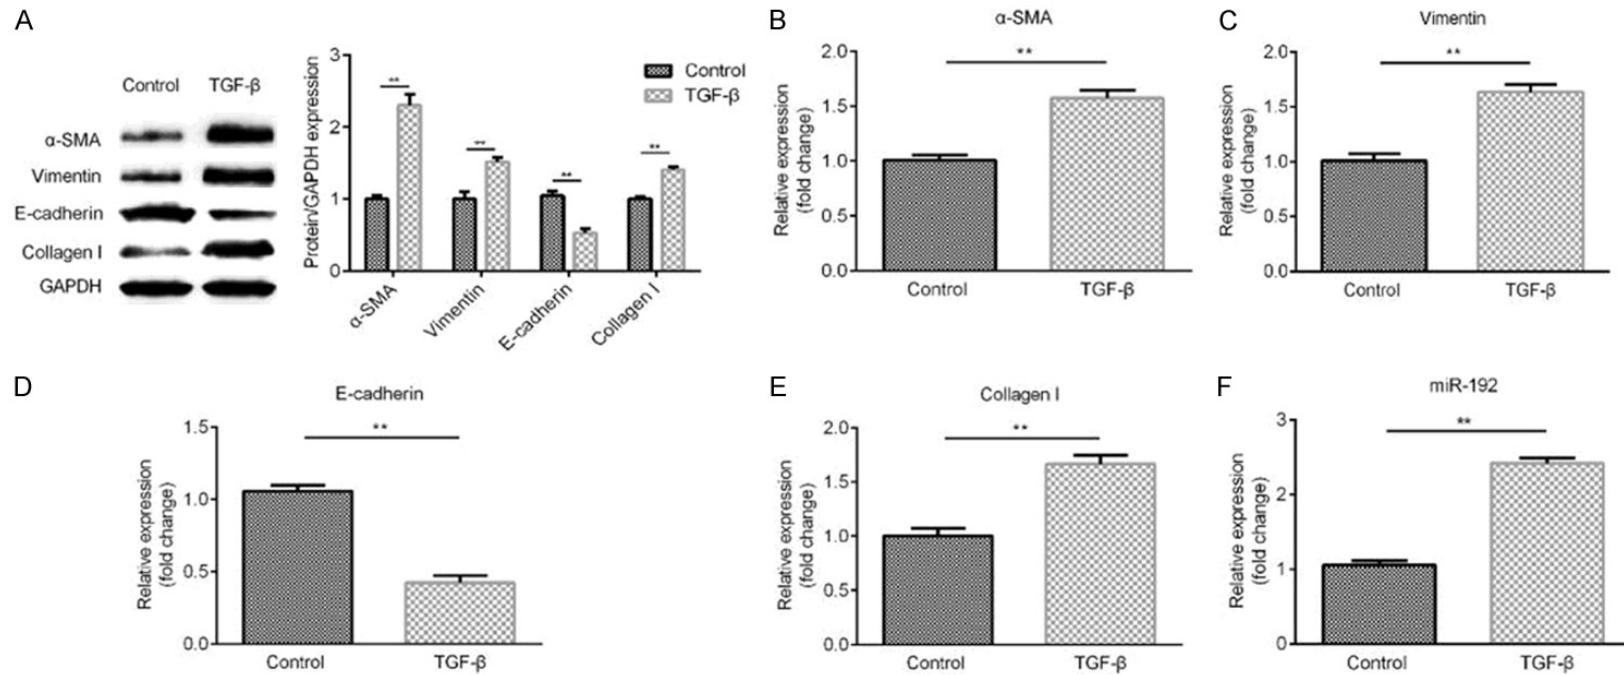 A
Control TGF-β
α-SMA
Vimentin
E-cadherin
Collagen I
GAPDH
Protein/GAPDH expression
3
2
1
0
**
**
**
**
Control
TGF-β
α-SMA
Vimentin
E-cadherin
Collagen I
B
α-SMA
Relative expression
(fold change)
2.0
1.5
1.0
0.5
0.0
**
Control TGF-β
C
Vimentin
Relative expression
(fold change)
2.0
1.5
1.0
0.5
0.0
**
Control TGF-β
D
E-cadherin
Relative expression
(fold change)
1.5
1.0
0.5
0.0
**
Control TGF-β
E
Collagen I
Relative expression
(fold change)
2.0
1.5
1.0
0.5
0.0
**
Control TGF-β
F
miR-192
Relative expression
(fold change)
3
2
1
0
**
Control TGF-β